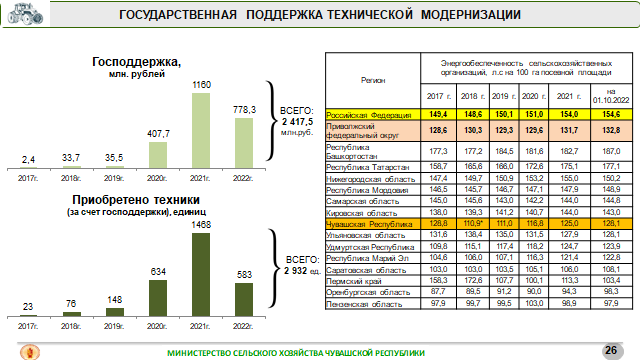 ГОСУДАРСТВЕННАЯ ПОДДЕРЖКА ТЕХНИЧЕСКОЙ МОДЕРНИЗАЦИИ
Господдержка,
млн. рублей
2,4 33,7 35,5 407,7 1160 778,3
2017г. 2018г. 2019г. 2020г. 2021г. 2022г.
ВСЕГО:
2 417,5
млн.руб.
Приобретено техники
(за счет господдержки), единиц
23 76 148 634 1468 583
2017г. 2018г. 2019г. 2020г. 2021г. 2022г.
ВСЕГО:
2 932 ед.
Регион
Энергообеспеченность сельскохозяйственных
организаций, л.с на 100 га посевной площади
2017 г. 2018 г. 2019 г. 2020 г. 2021 г. на 01.10.2022
Российская Федерация 149,4 148,6 150,1 151,0 154,0 154,6
Приволжский федеральный округ 128,6 130,3 129,3 129,6 131,7 132,8
Республика Башкортостан 177,3 177,2 184,5 181,6 182,7 187,0
Республика Татарстан 158,7 165,6 166,0 172,6 175,1 177,1
Нижегородская область 147,4 149,7 150,9 153,2 155,0 150,2
Республика Мордовия 146,5 145,7 146,7 147,1 147,9 148,9
Самарская область 145,0 145,6 143,0 142,2 144,0 144,8
Кировская область 138,0 139,3 141,2 140,7 144,0 143,0
Чувашская Республика 128,8 110,9* 111,0 116,8 125,0 128,1
Ульяновская область 131,6 138,4 135,0 131,5 127,9 128,1
Удмуртская Республика 109,8 115,1 117,4 118,2 124,7 123,9
Республика Марий Эл 104,6 106,0 107,1 116,3 121,4 122,8
Саратовская область 103,0 103,0 103,5 105,1 106,0 108,1
Пермский край 158,3 172,6 107,7 100,1 113,3 103,4
Оренбургская область 87,7 89,5 91,2 90,0 94,3 98,3
Пензенская область 97,9 99,7 99,5 103,0 98,9 97,9
МИНИСТЕРСТВО СЕЛЬСКОГО ХОЗЯЙСТВА ЧУВАШСКОЙ РЕСПУБЛИКИ
26